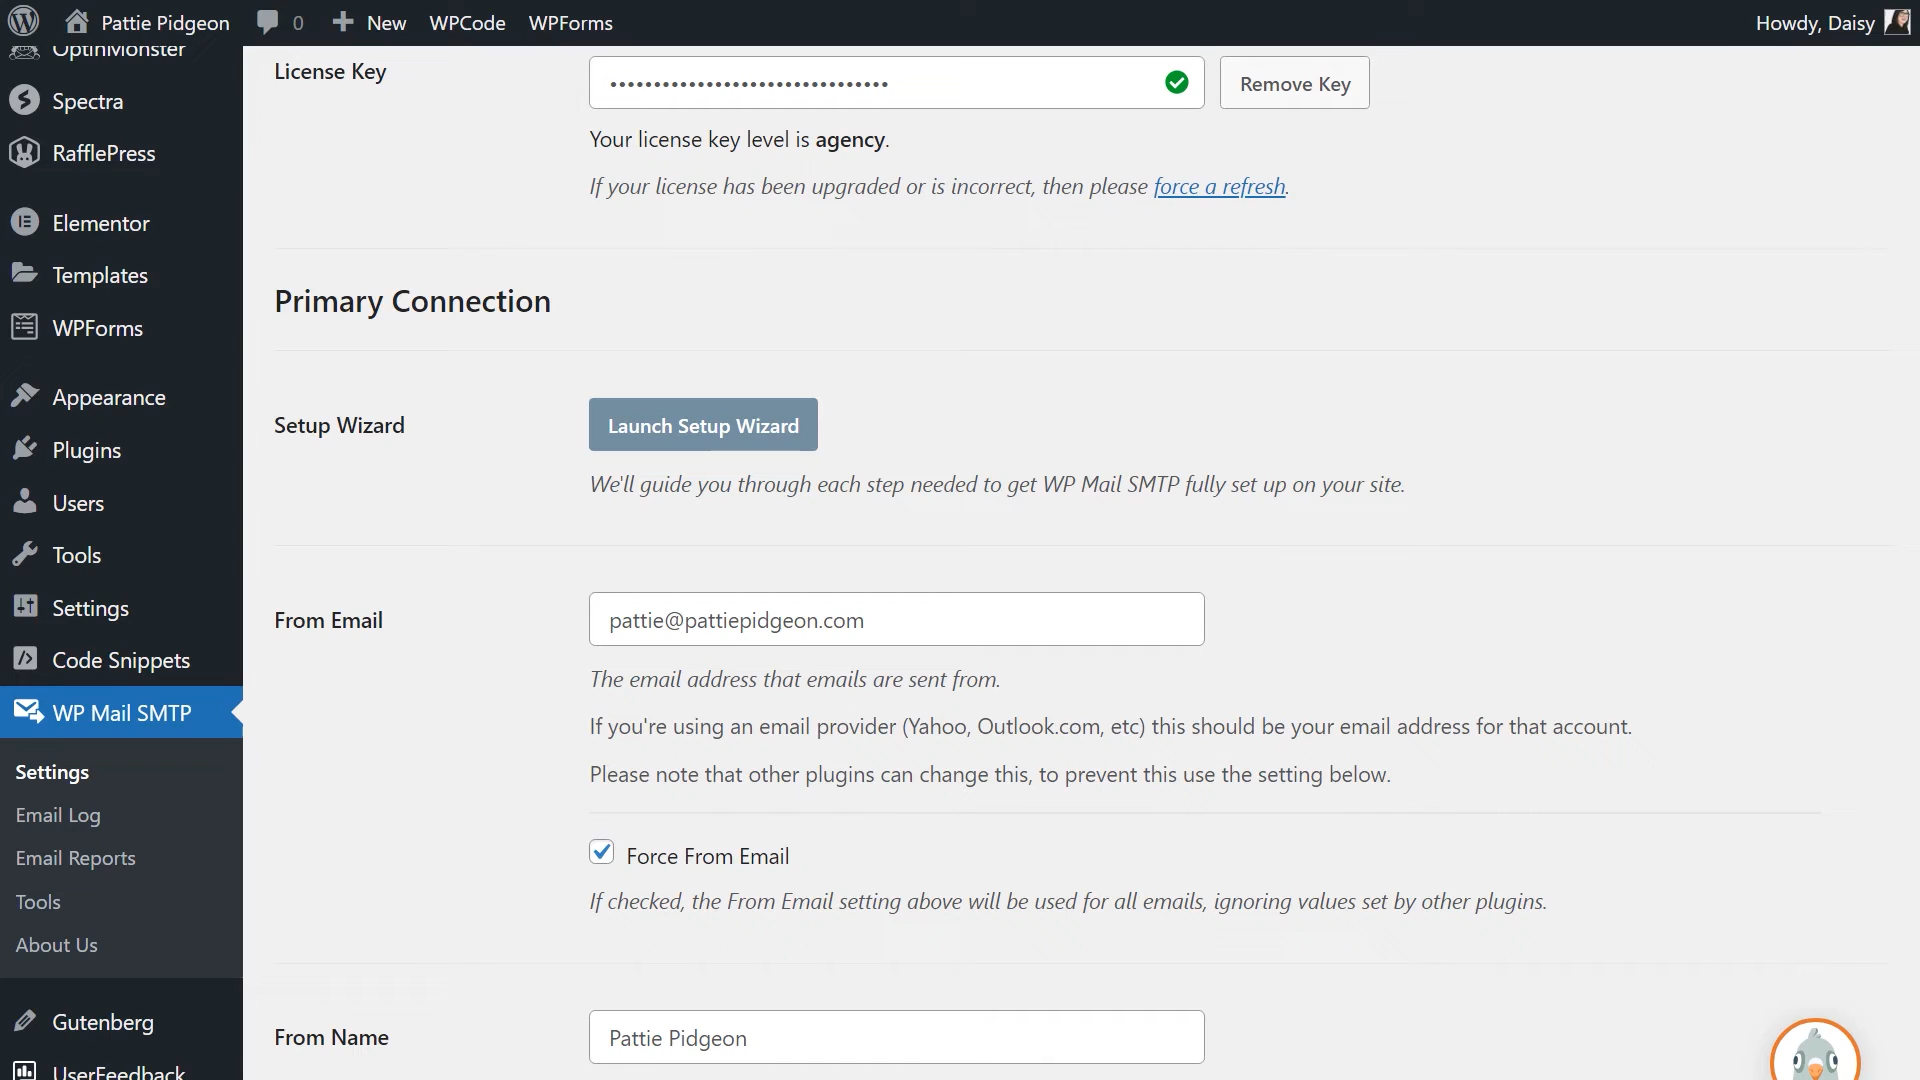 Pattie Pidgeon 0 New WPCode WPForms Howdy, Daisy
OptinMonster
Spectra
RafflePress
Elementor
Templates
WPForms
Appearance
Plugins
Users
Tools
Settings
Code Snippets
WP Mail SMTP
Settings
Email Log
Email Reports
Tools
About Us
Gutenberg
UserFeedback
License Key
•••••••••••••••••••••••••••••••• Remove Key
Your license key level is agency.
If your license has been upgraded or is incorrect, then please force a refresh.
Primary Connection
Setup Wizard
Launch Setup Wizard
We'll guide you through each step needed to get WP Mail SMTP fully set up on your site.
From Email
pattie@pattiepidgeon.com
The email address that emails are sent from.
If you're using an email provider (Yahoo, Outlook.com, etc) this should be your email address for that account.
Please note that other plugins can change this, to prevent this use the setting below.
Force From Email
If checked, the From Email setting above will be used for all emails, ignoring values set by other plugins.
From Name
Pattie Pidgeon